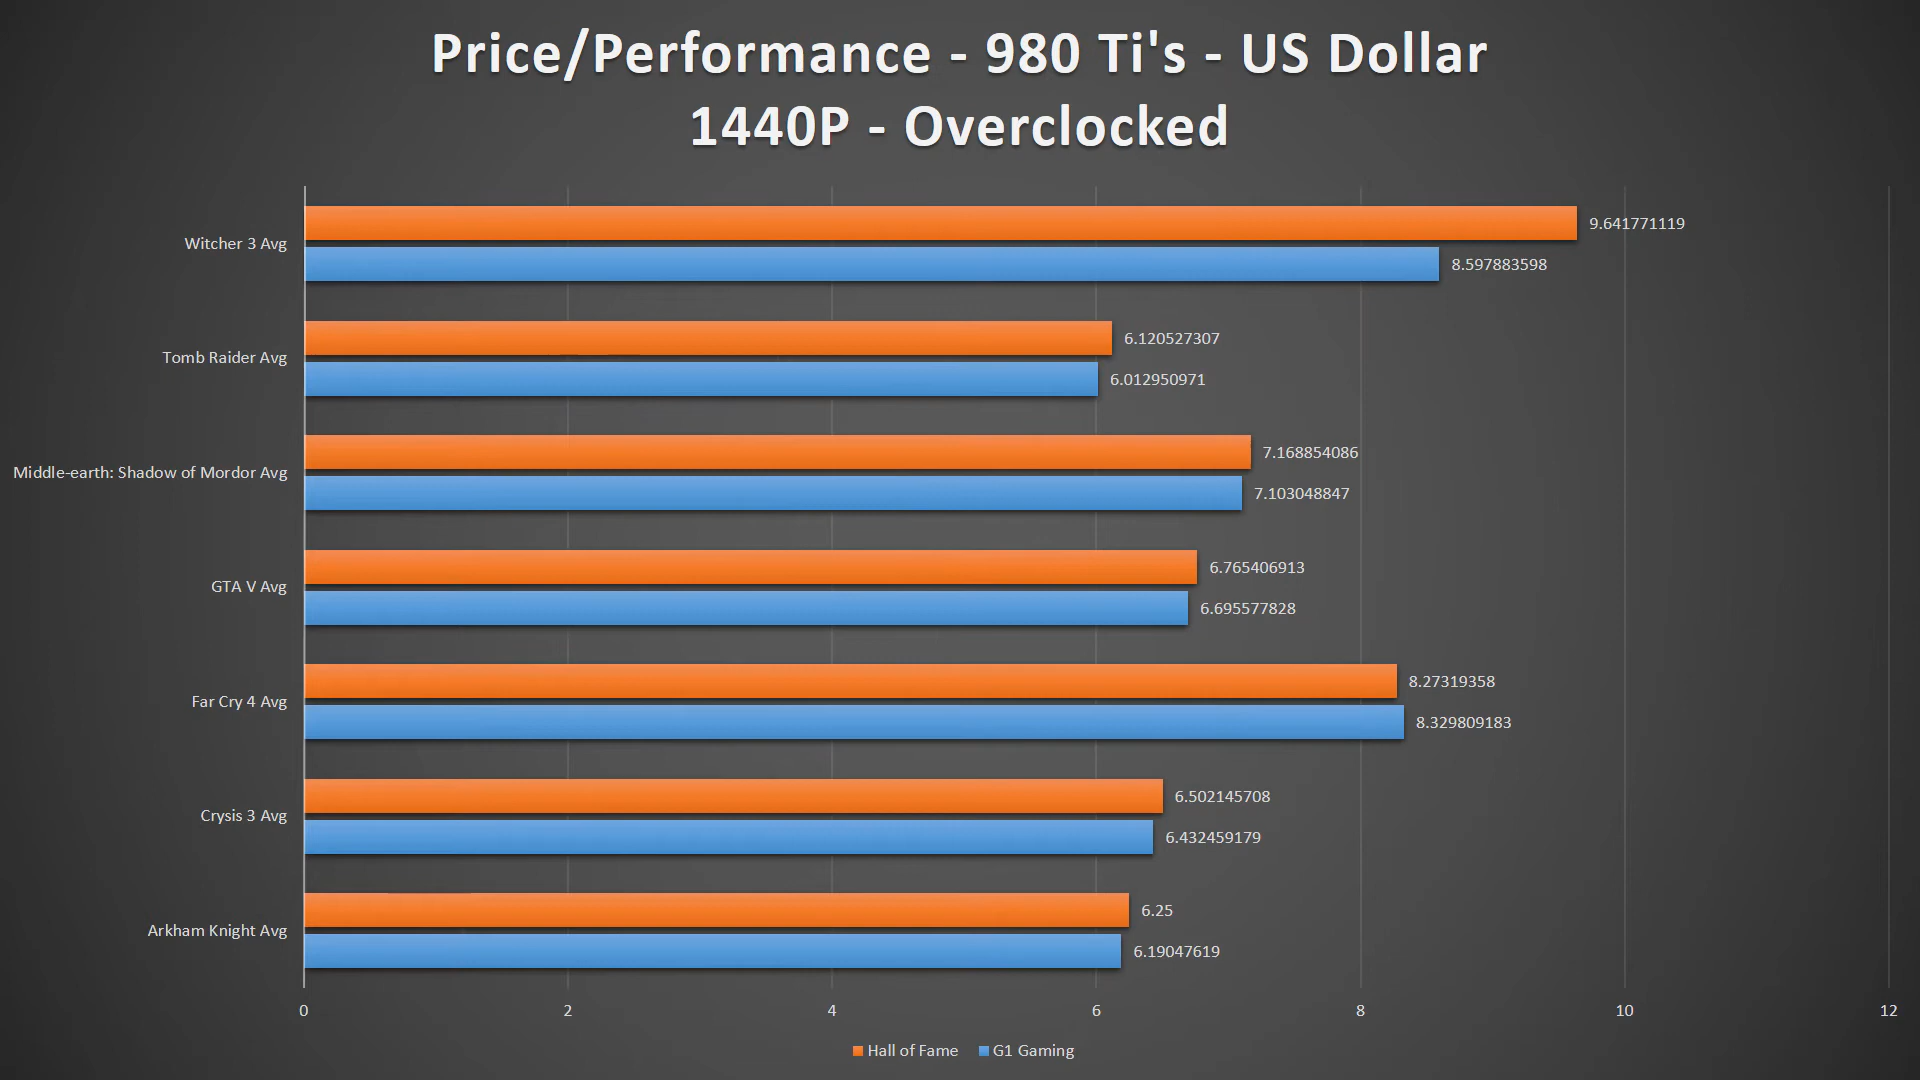 Price/Performance - 980 Ti's - US Dollar
1440P - Overclocked
Witcher 3 Avg
9.641771119
8.597883598
Tomb Raider Avg
6.120527307
6.012950971
Middle-earth: Shadow of Mordor Avg
7.168854086
7.103048847
GTA V Avg
6.765406913
6.695577828
Far Cry 4 Avg
8.27319358
8.329809183
Crysis 3 Avg
6.502145708
6.432459179
Arkham Knight Avg
6.25
6.19047619
0 2 4 6 8 10 12
Hall of Fame G1 Gaming